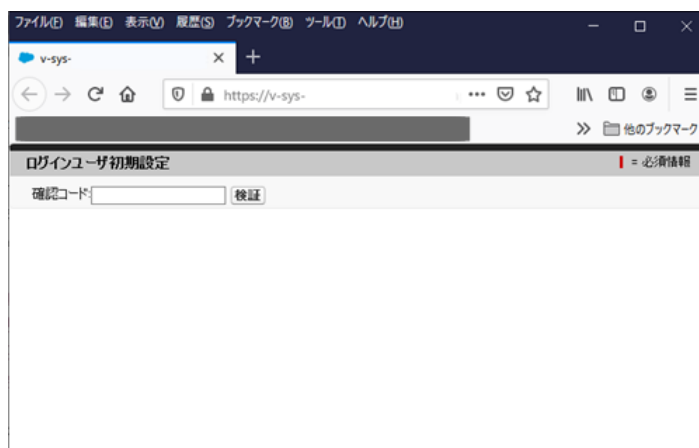 ファイル(F) 編集(E) 表示(V) 履歴(S) ブックマーク(B) ツール(T) ヘルプ(H)
v-sys-
https://v-sys-
他のブックマーク
ログインユーザ初期設定
= 必須情報
確認コード:
検証